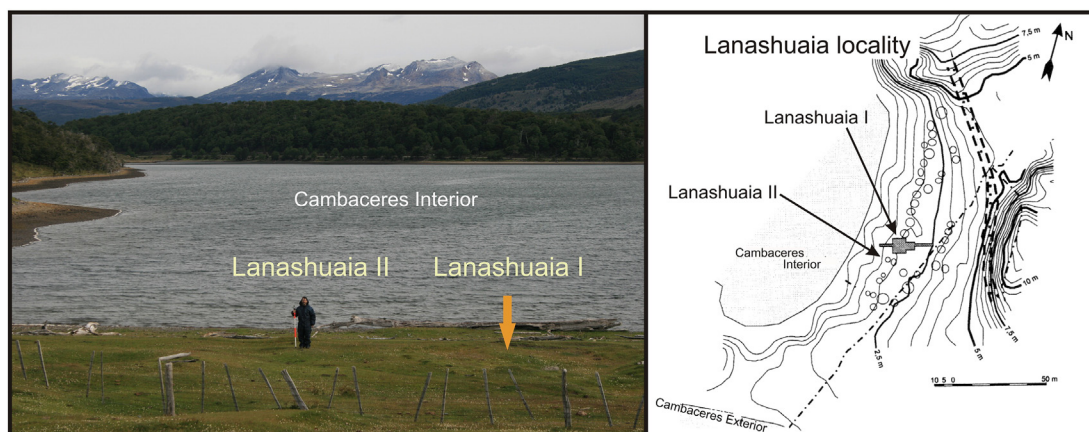 Cambaceres Interior
Lanashuaia II
Lanashuaia I
Lanashuaia locality
N
7,5 m
5 m
Lanashuaia I
Lanashuaia II
Cambaceres
Interior
10 m
7,5 m
5 m
2,5 m
10 5 0
50 m
Cambaceres Exterior